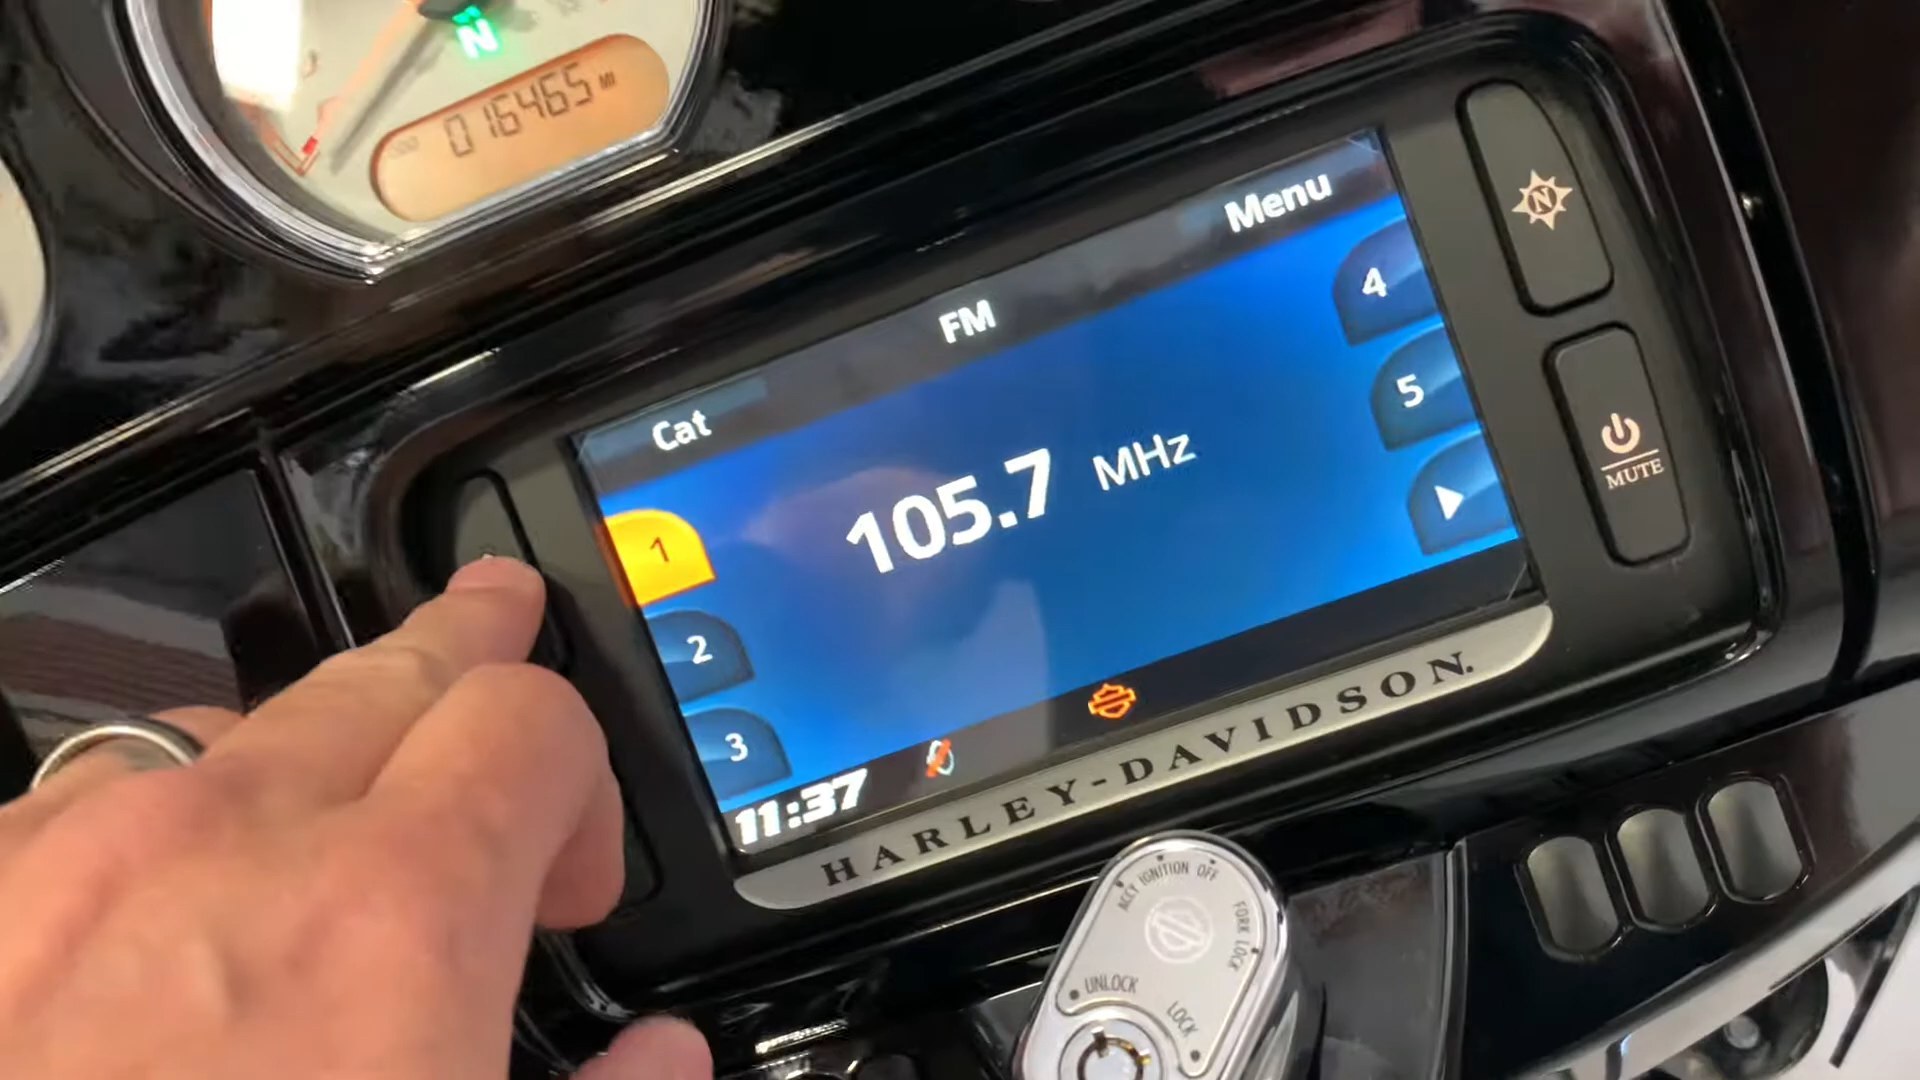 N
016465 MI
Menu
FM
Cat
105.7 MHz
1
2
3
4
5
11:37
N
MUTE
HARLEY-DAVIDSON.
ACCY IGNITION OFF
FORK LOCK
UNLOCK
LOCK